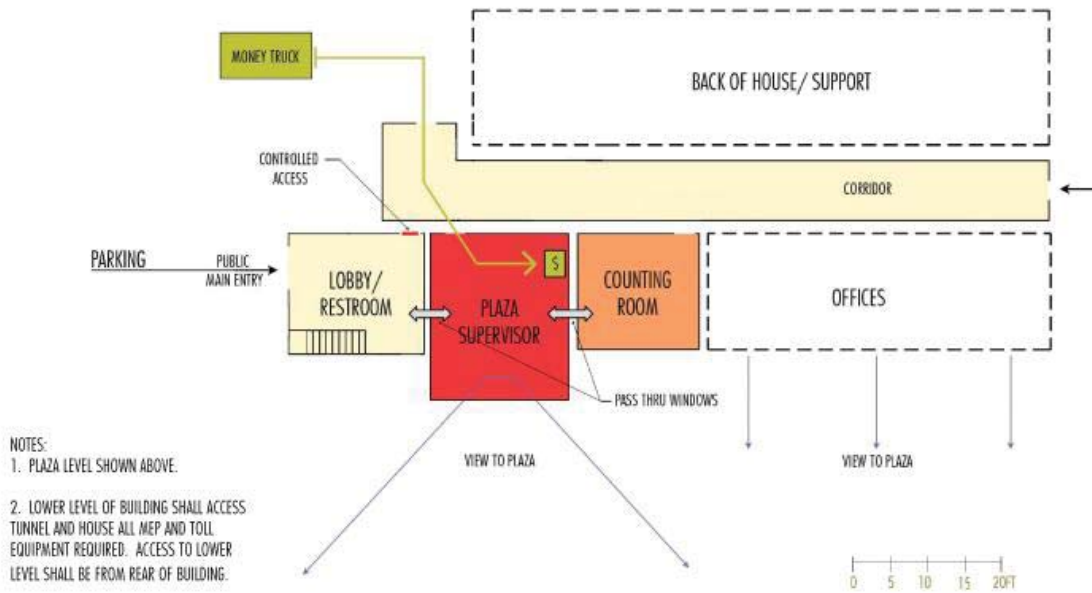 MONEY TRUCK
BACK OF HOUSE/ SUPPORT
CONTROLLED
ACCESS
CORRIDOR
PARKING
PUBLIC
MAIN ENTRY
LOBBY/
RESTROOM
$
PLAZA
SUPERVISOR
COUNTING
ROOM
OFFICES
PASS THRU WINDOWS
VIEW TO PLAZA
VIEW TO PLAZA
NOTES:
1. PLAZA LEVEL SHOWN ABOVE.
2. LOWER LEVEL OF BUILDING SHALL ACCESS
TUNNEL AND HOUSE ALL MEP AND TOLL
EQUIPMENT REQUIRED. ACCESS TO LOWER
LEVEL SHALL BE FROM REAR OF BUILDING.
0 5 10 15 20FT